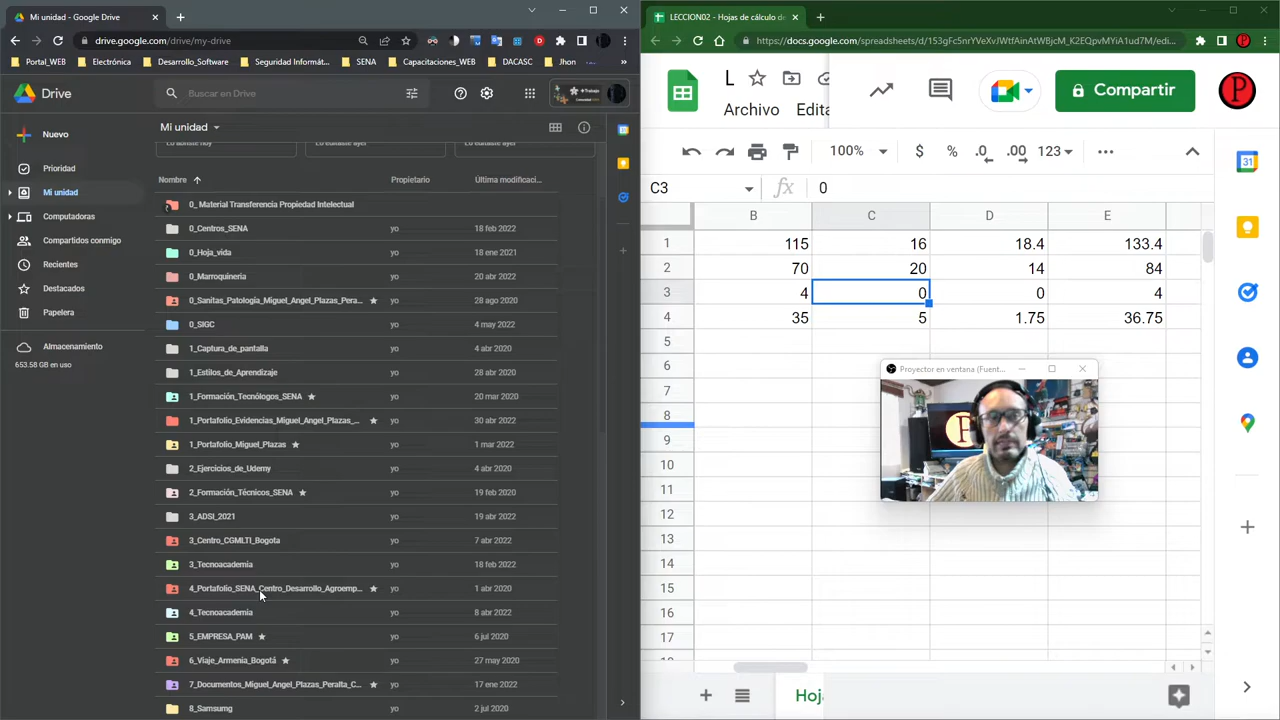 Mi unidad - Google Drive
drive.google.com/drive/my-drive
Portal_WEB
Electrónica
Desarrollo_Software
Seguridad Informát...
SENA
Capacitaciones_WEB
DACASC
Jhon
»
Drive
Buscar en Drive
Nuevo
Prioridad
Mi unidad
Computadoras
Compartidos conmigo
Recientes
Destacados
Papelera
Almacenamiento
653.58 GB en uso
Mi unidad
Nombre
Propietario
Última modificaci...
0_ Material Transferencia Propiedad Intelectual
0_Centros_SENA yo 18 feb 2022
0_Hoja_vida yo 18 ene 2021
0_Marroquineria yo 20 abr 2022
0_Sanitas_Patología_Miguel_Angel_Plazas_Pera... yo 28 ago 2020
0_SIGC yo 4 may 2022
1_Captura_de_pantalla yo 4 abr 2020
1_Estilos_de_Aprendizaje yo 28 abr 2020
1_Formación_Tecnólogos_SENA yo 20 mar 2020
1_Portafolio_Evidencias_Miguel_Angel_Plazas_... yo 30 abr 2022
1_Portafolio_Miguel_Plazas yo 1 mar 2022
2_Ejercicios_de_Udemy yo 4 abr 2020
2_Formación_Técnicos_SENA yo 19 feb 2020
3_ADSI_2021 yo 19 abr 2022
3_Centro_CGMLTI_Bogota yo 7 abr 2022
3_Tecnoacademia yo 18 feb 2022
4_Portafolio_SENA_Centro_Desarrollo_Agroemp... yo 1 abr 2020
4_Tecnoacademia yo 8 abr 2022
5_EMPRESA_PAM yo 6 jul 2020
6_Viaje_Armenia_Bogotá yo 27 may 2020
7_Documentos_Miguel_Angel_Plazas_Peralta_C... yo 17 ene 2022
8_Samsumg yo 2 jul 2020
LECCION02 - Hojas de cálculo de
L
Archivo Edita
Compartir
P
100% $ % .0 .00 123 ...
C3 fx 0
B C D E
1 115 16 18.4 133.4
2 70 20 14 84
3 4 0 0 4
4 35 5 1.75 36.75
5
6
7
8
9
10
11
12
13
14
15
16
17
Proyector en ventana (Fuent...
P
31
Hoj